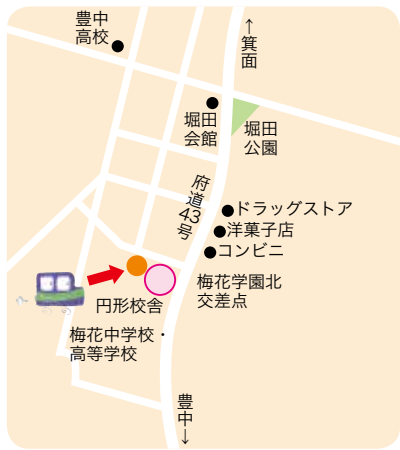 豊中
高校
↑箕面
堀田
会館
堀田
公園
府道43号
ドラッグストア
洋菓子店
コンビニ
梅花学園北
交差点
円形校舎
梅花中学校・
高等学校
豊中↓